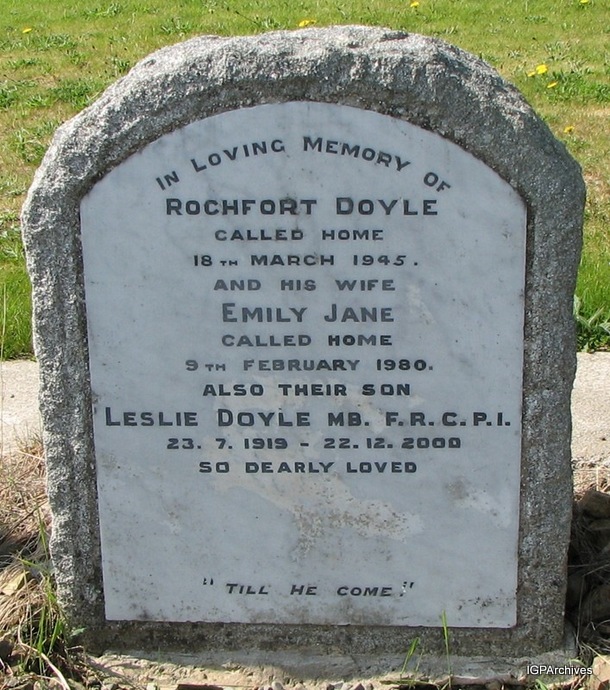 In Loving Memory of
Rochfort Doyle
called home
18th March 1945.
and his wife
Emily Jane
called home
9th February 1980.
also their son
Leslie Doyle MB. F.R.C.P.I.
23. 7. 1919 - 22. 12. 2000
so dearly loved
"Till He Come"
IGPArchives